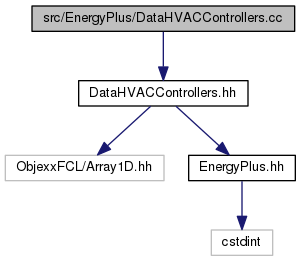 src/EnergyPlus/DataHVACControllers.cc
DataHVACControllers.hh
ObjexxFCL/Array1D.hh
EnergyPlus.hh
cstdint